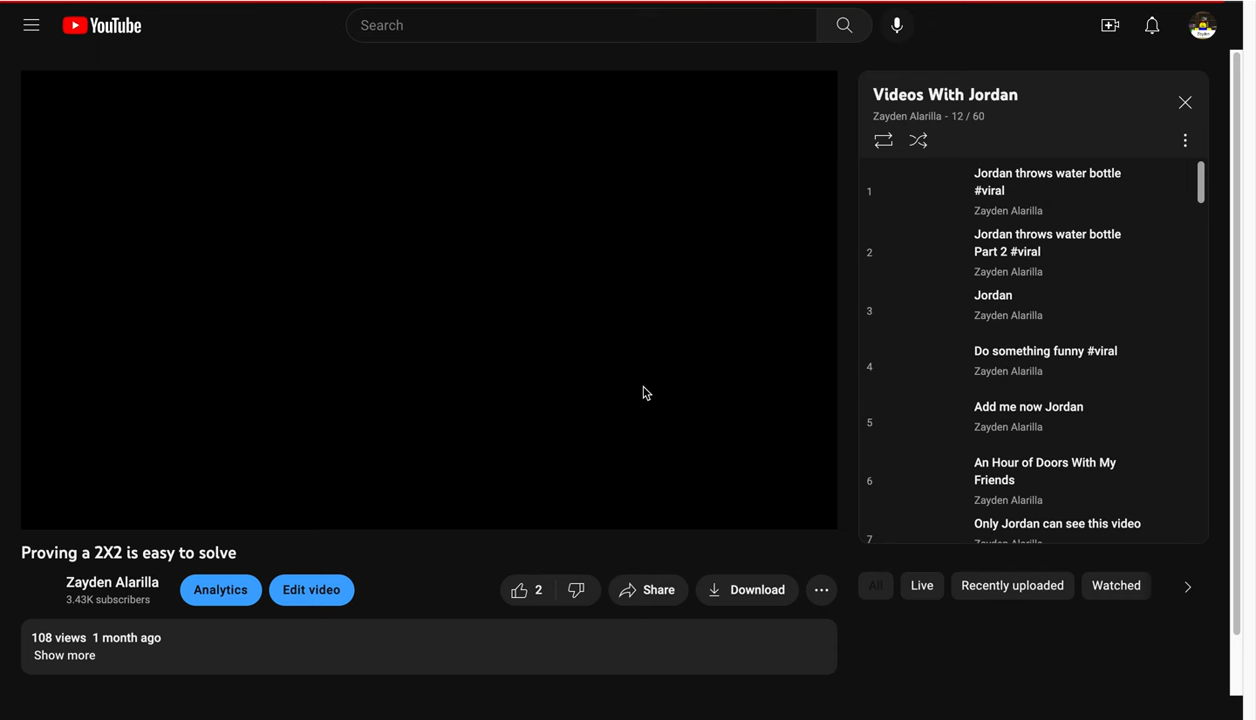 YouTube
Search
Videos With Jordan
Zayden Alarilla - 12 / 60
1
Jordan throws water bottle
#viral
Zayden Alarilla
2
Jordan throws water bottle
Part 2 #viral
Zayden Alarilla
3
Jordan
Zayden Alarilla
4
Do something funny #viral
Zayden Alarilla
5
Add me now Jordan
Zayden Alarilla
6
An Hour of Doors With My
Friends
Zayden Alarilla
7
Only Jordan can see this video
Zayden Alarilla
Proving a 2X2 is easy to solve
Zayden Alarilla
3.43K subscribers
Analytics
Edit video
2
Share
Download
108 views 1 month ago
Show more
All
Live
Recently uploaded
Watched